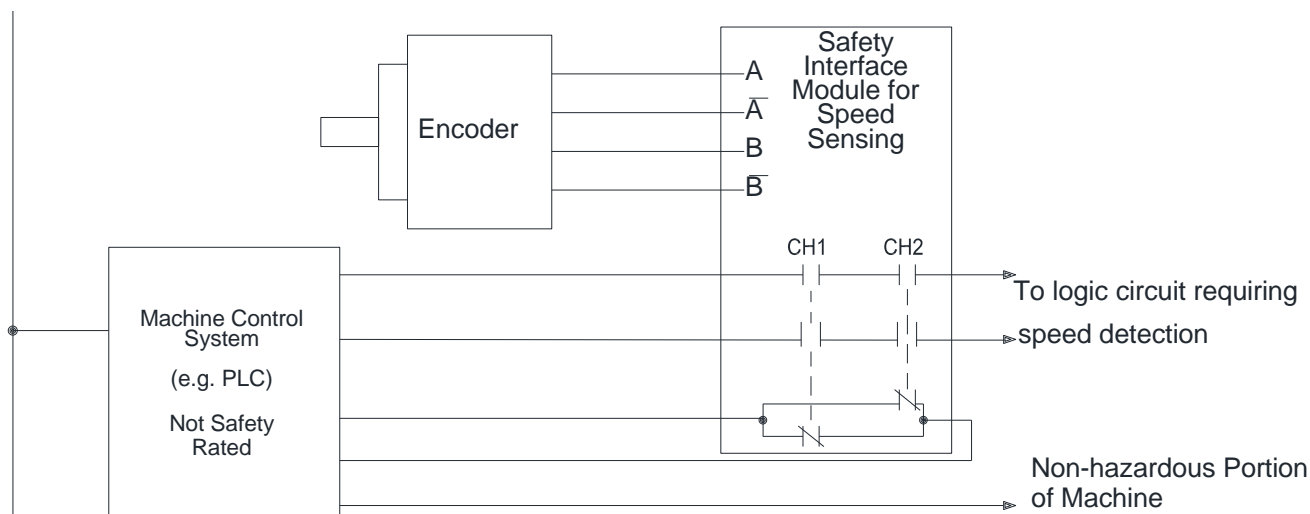 Safety
Interface
Module for
Speed
Sensing
Encoder
A
A̅
B
B̅
CH1 CH2
To logic circuit requiring
speed detection
Machine Control
System
(e.g. PLC)
Not Safety
Rated
Non-hazardous Portion
of Machine